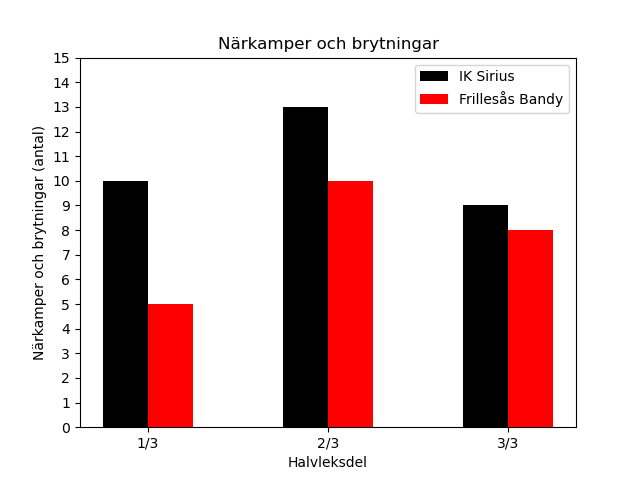 Närkamper och brytningar
IK Sirius
Frillesås Bandy
Närkamper och brytningar (antal)
15
14
13
12
11
10
9
8
7
6
5
4
3
2
1
0
1/3 2/3 3/3
Halvleksdel